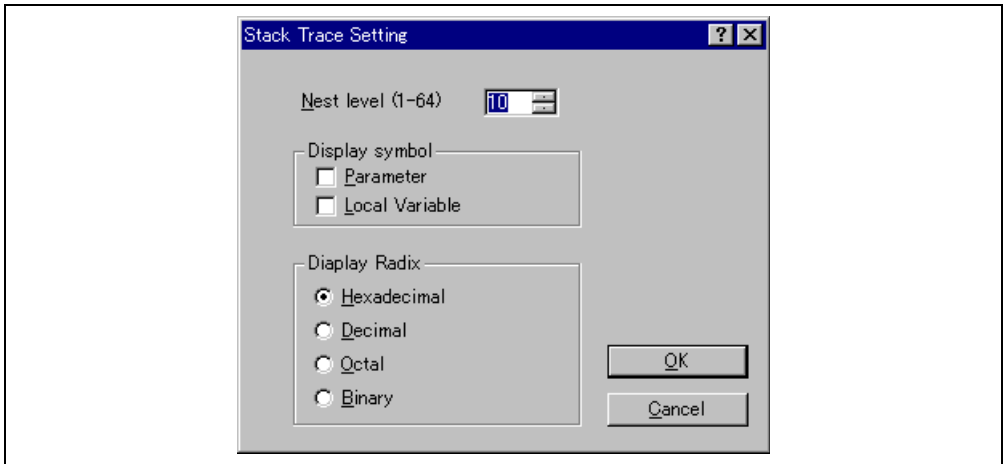 Stack Trace Setting
Nest level (1-64) 10
Display symbol
Parameter
Local Variable
Diaplay Radix
Hexadecimal
Decimal
Octal
Binary
OK
Cancel